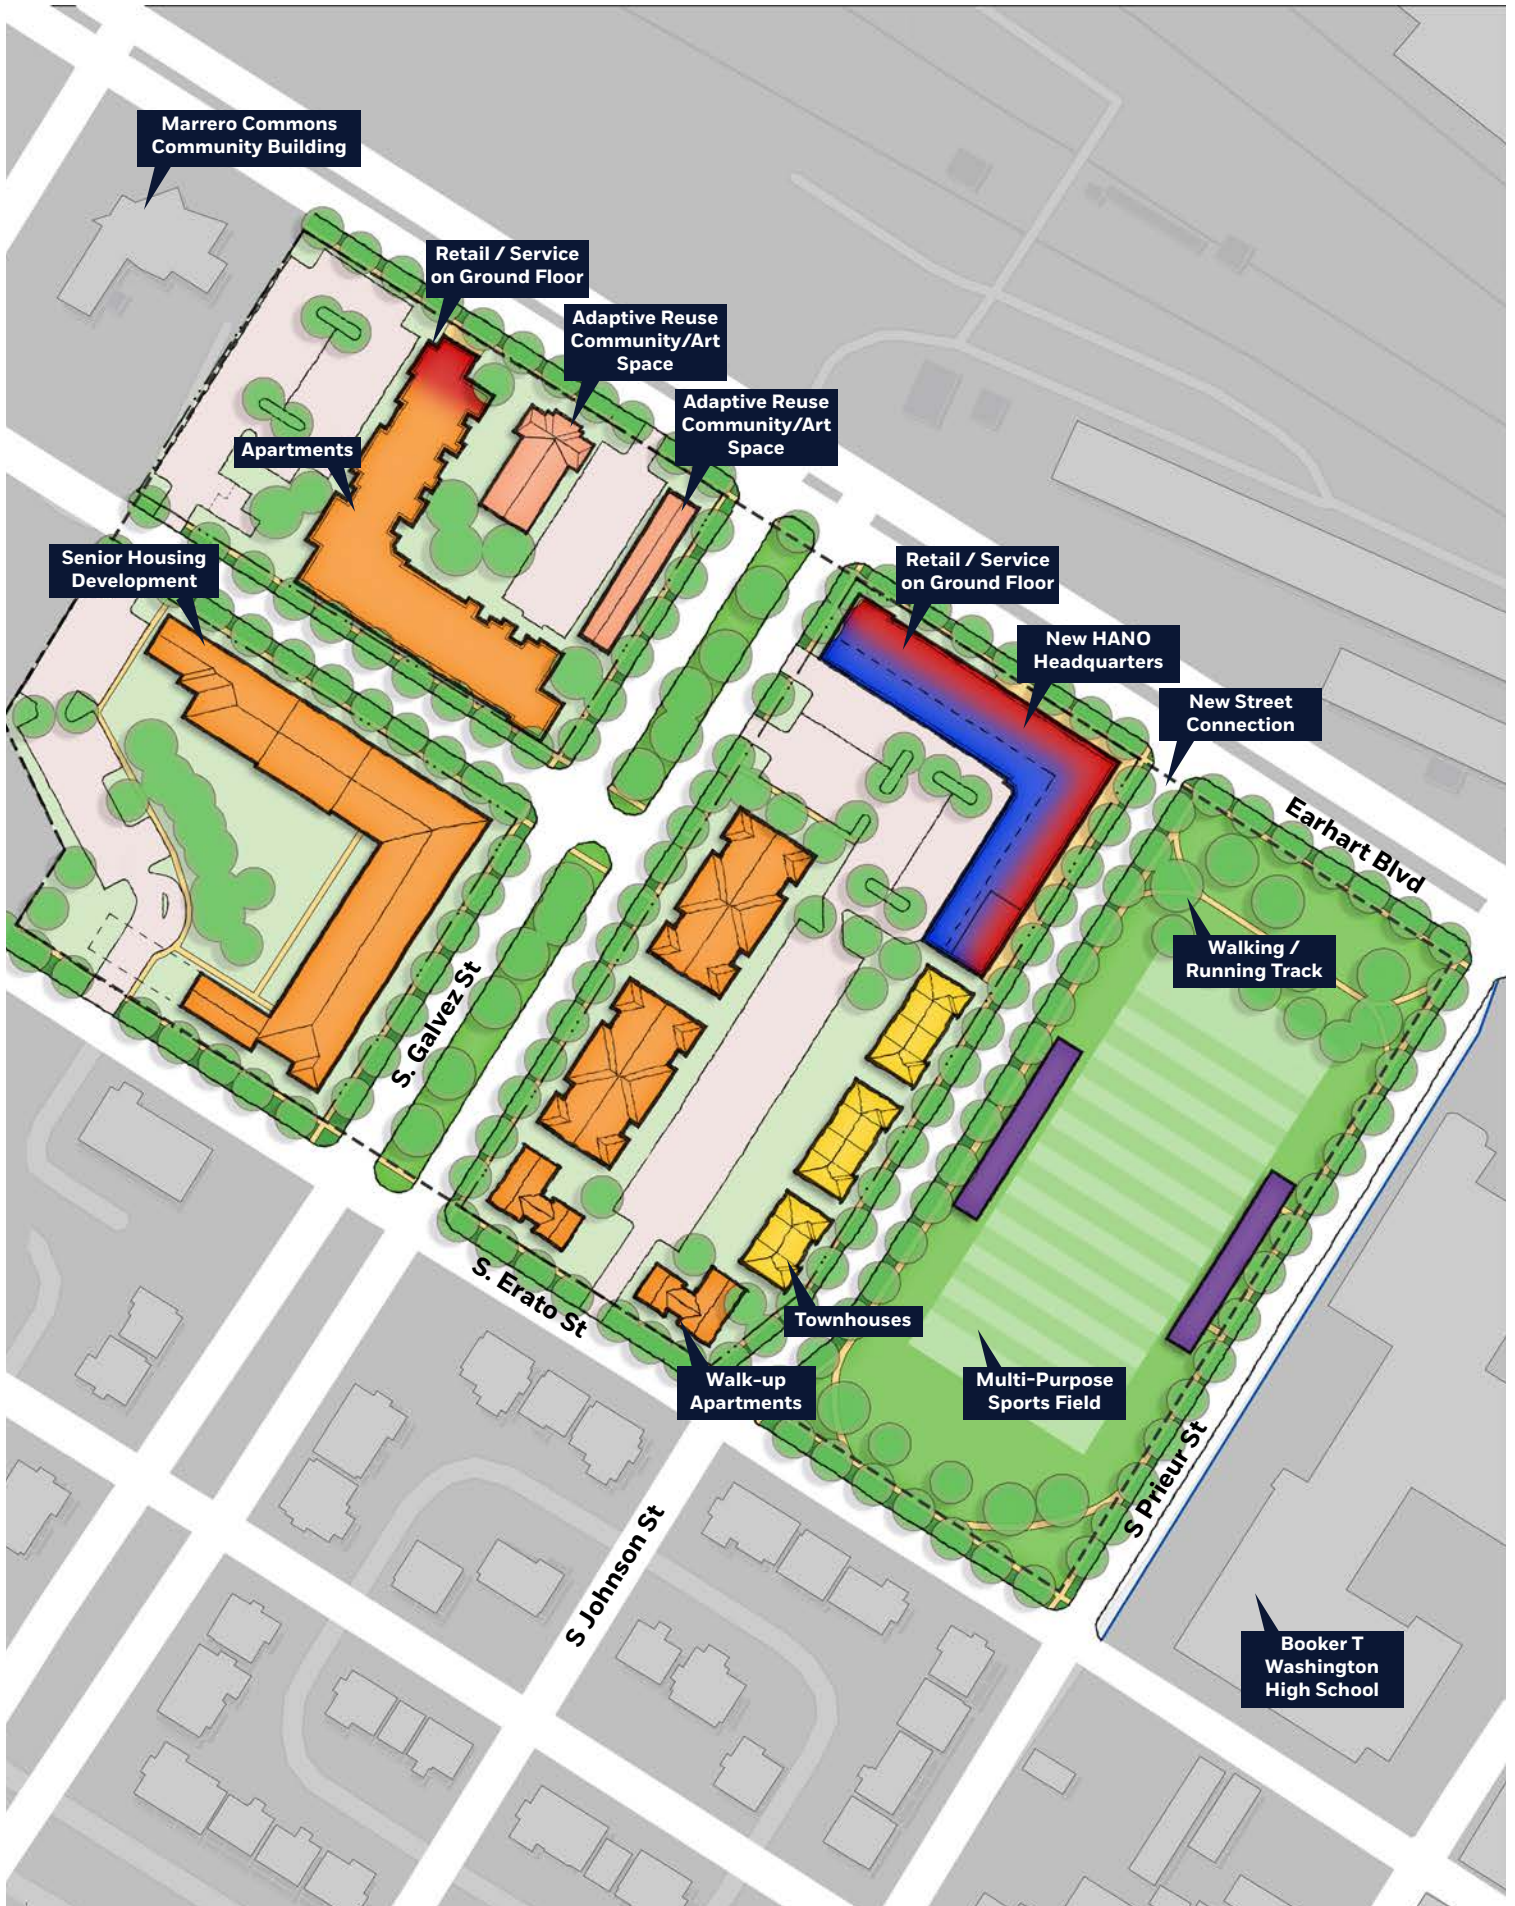 Marrero Commons
Community Building
Retail / Service
on Ground Floor
Adaptive Reuse
Community/Art
Space
Adaptive Reuse
Community/Art
Space
Apartments
Senior Housing
Development
Retail / Service
on Ground Floor
New HANO
Headquarters
New Street
Connection
Earhart Blvd
Walking /
Running Track
S. Galvez St
S. Erato St
Townhouses
Walk-up
Apartments
Multi-Purpose
Sports Field
S Prieur St
S Johnson St
Booker T
Washington
High School